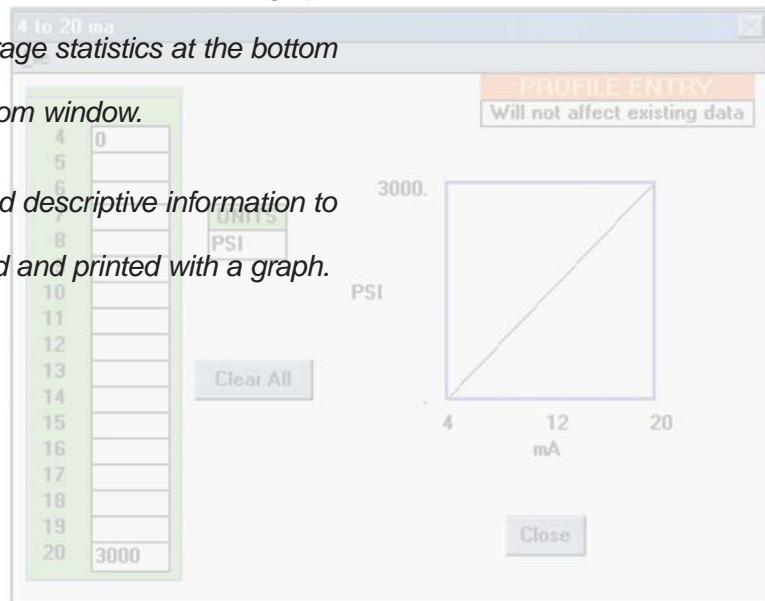 4 to 20 ma
rage statistics at the bottom
om window.
PROFILE ENTRY
Will not affect existing data
4 0
5
6
d descriptive information to
7
UNITS
8
PSI
d and printed with a graph.
10
11
12
13
14
15
16
17
18
19
20 3000
Clear All
3000.
PSI
.
4 12 20
mA
Close